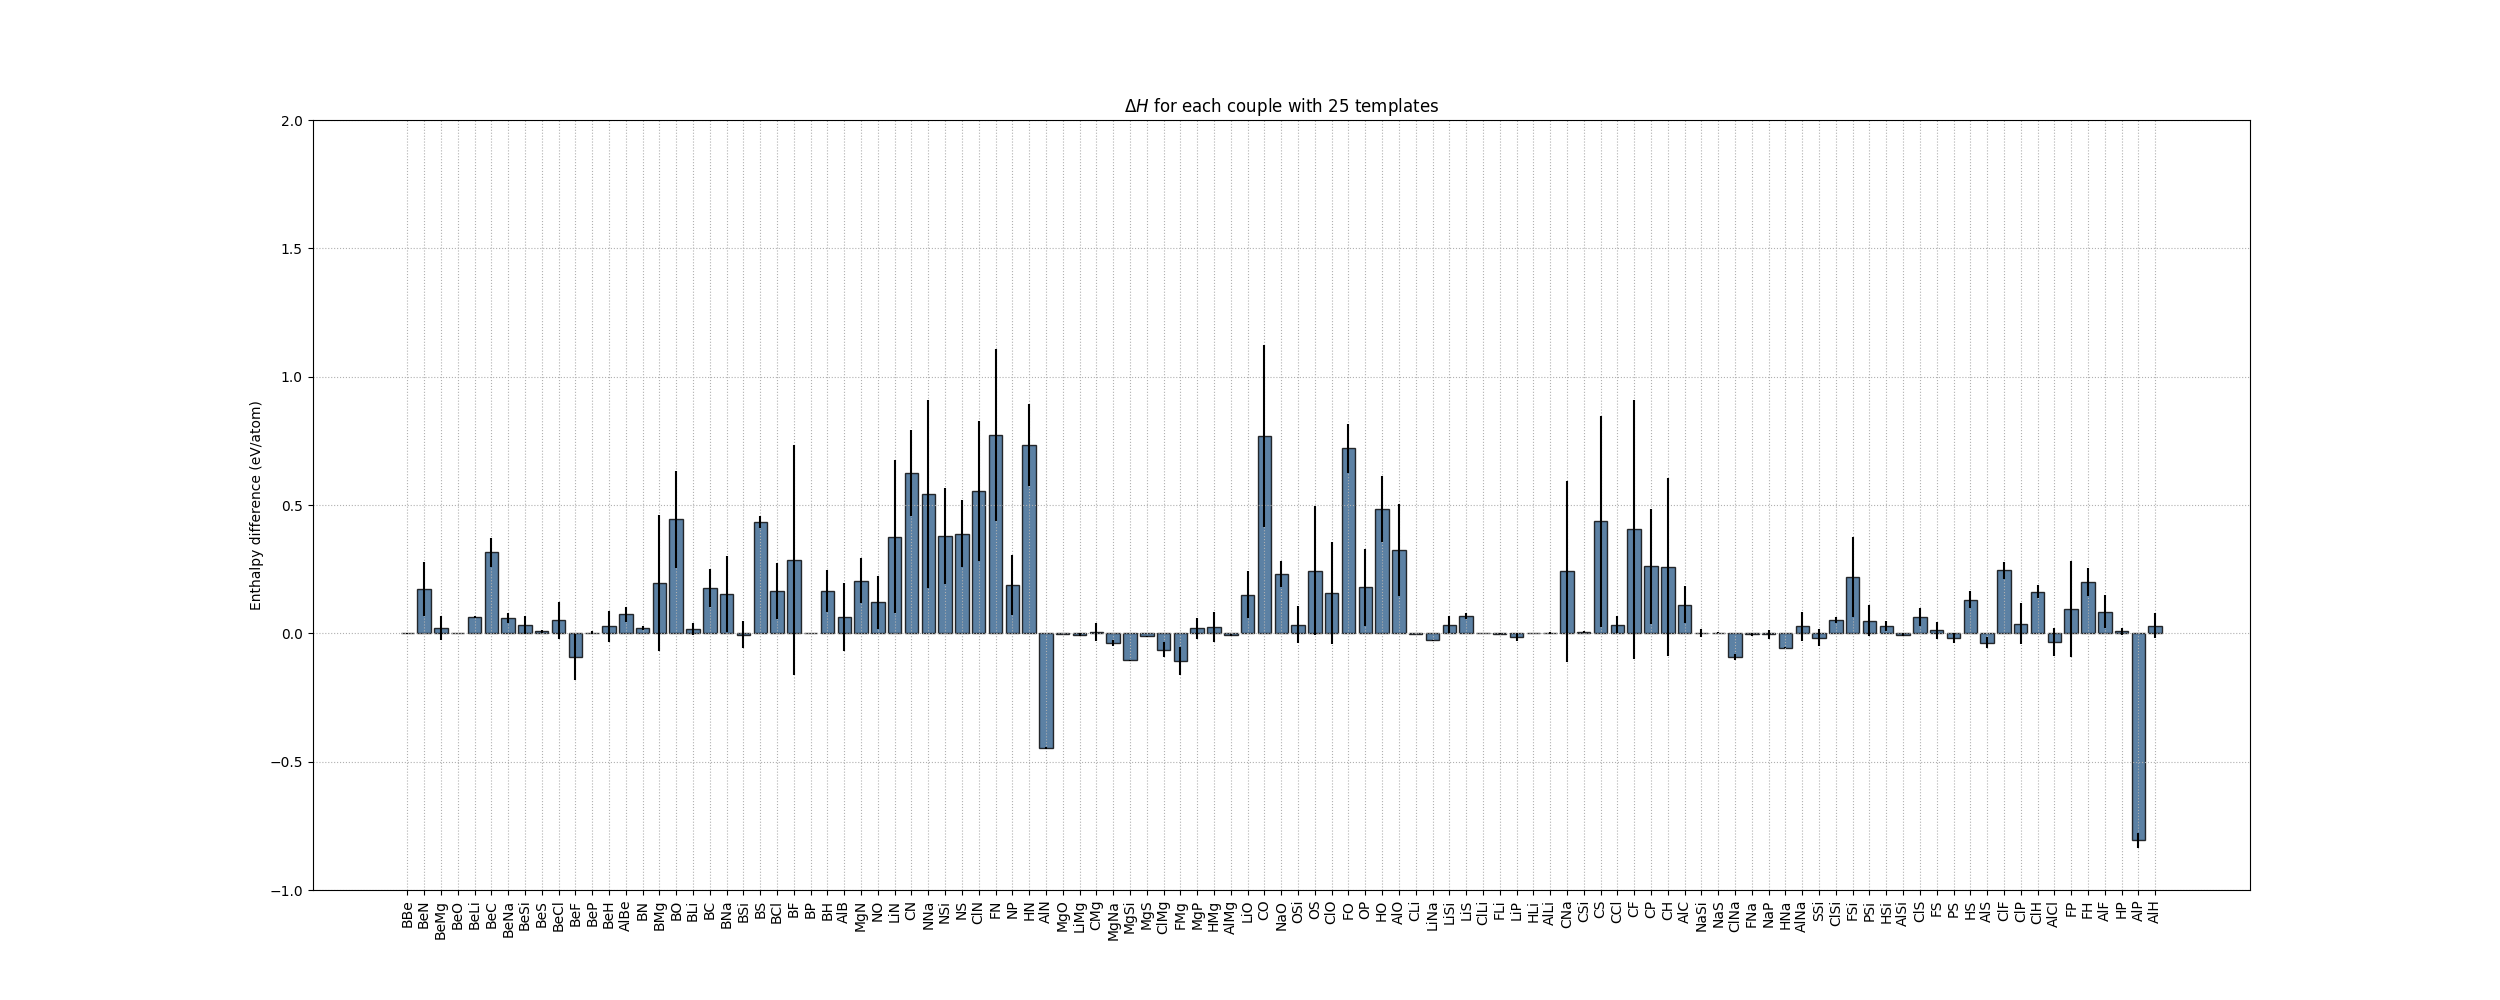 ΔH for each couple with 25 templates
Enthalpy difference (eV/atom)
2.0
1.5
1.0
0.5
0.0
−0.5
−1.0
BBe
BeN
BeMg
BeO
BeLi
BeC
BeNa
BeSi
BeS
BeCl
BeF
BeP
BeH
AlBe
BN
BMg
BO
BLi
BC
BNa
BSi
BS
BCl
BF
BP
BH
AlB
MgN
NO
LiN
CN
NNa
NSi
NS
ClN
FN
NP
HN
AlN
MgO
LiMg
CMg
MgNa
MgSi
MgS
ClMg
FMg
MgP
HMg
AlMg
LiO
CO
NaO
OSi
OS
ClO
FO
OP
HO
AlO
CLi
LiNa
LiSi
LiS
ClLi
FLi
LiP
HLi
AlLi
CNa
CSi
CS
CCl
CF
CP
CH
AlC
NaSi
NaS
ClNa
FNa
NaP
HNa
AlNa
SSi
ClSi
FSi
PSi
HSi
AlSi
ClS
FS
PS
HS
AlS
ClF
ClP
ClH
AlCl
FP
FH
AlF
HP
AlP
AlH